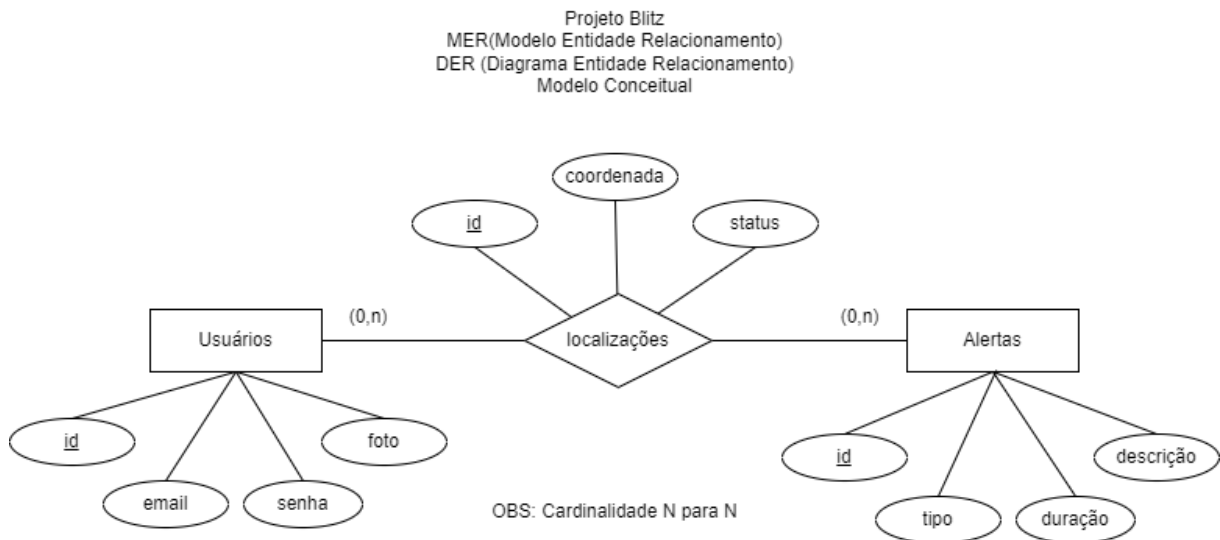 Projeto Blitz
MER(Modelo Entidade Relacionamento)
DER (Diagrama Entidade Relacionamento)
Modelo Conceitual
coordenada
id
status
(0,n)
(0,n)
Usuários
localizações
Alertas
id
foto
email
senha
id
descrição
tipo
duração
OBS: Cardinalidade N para N